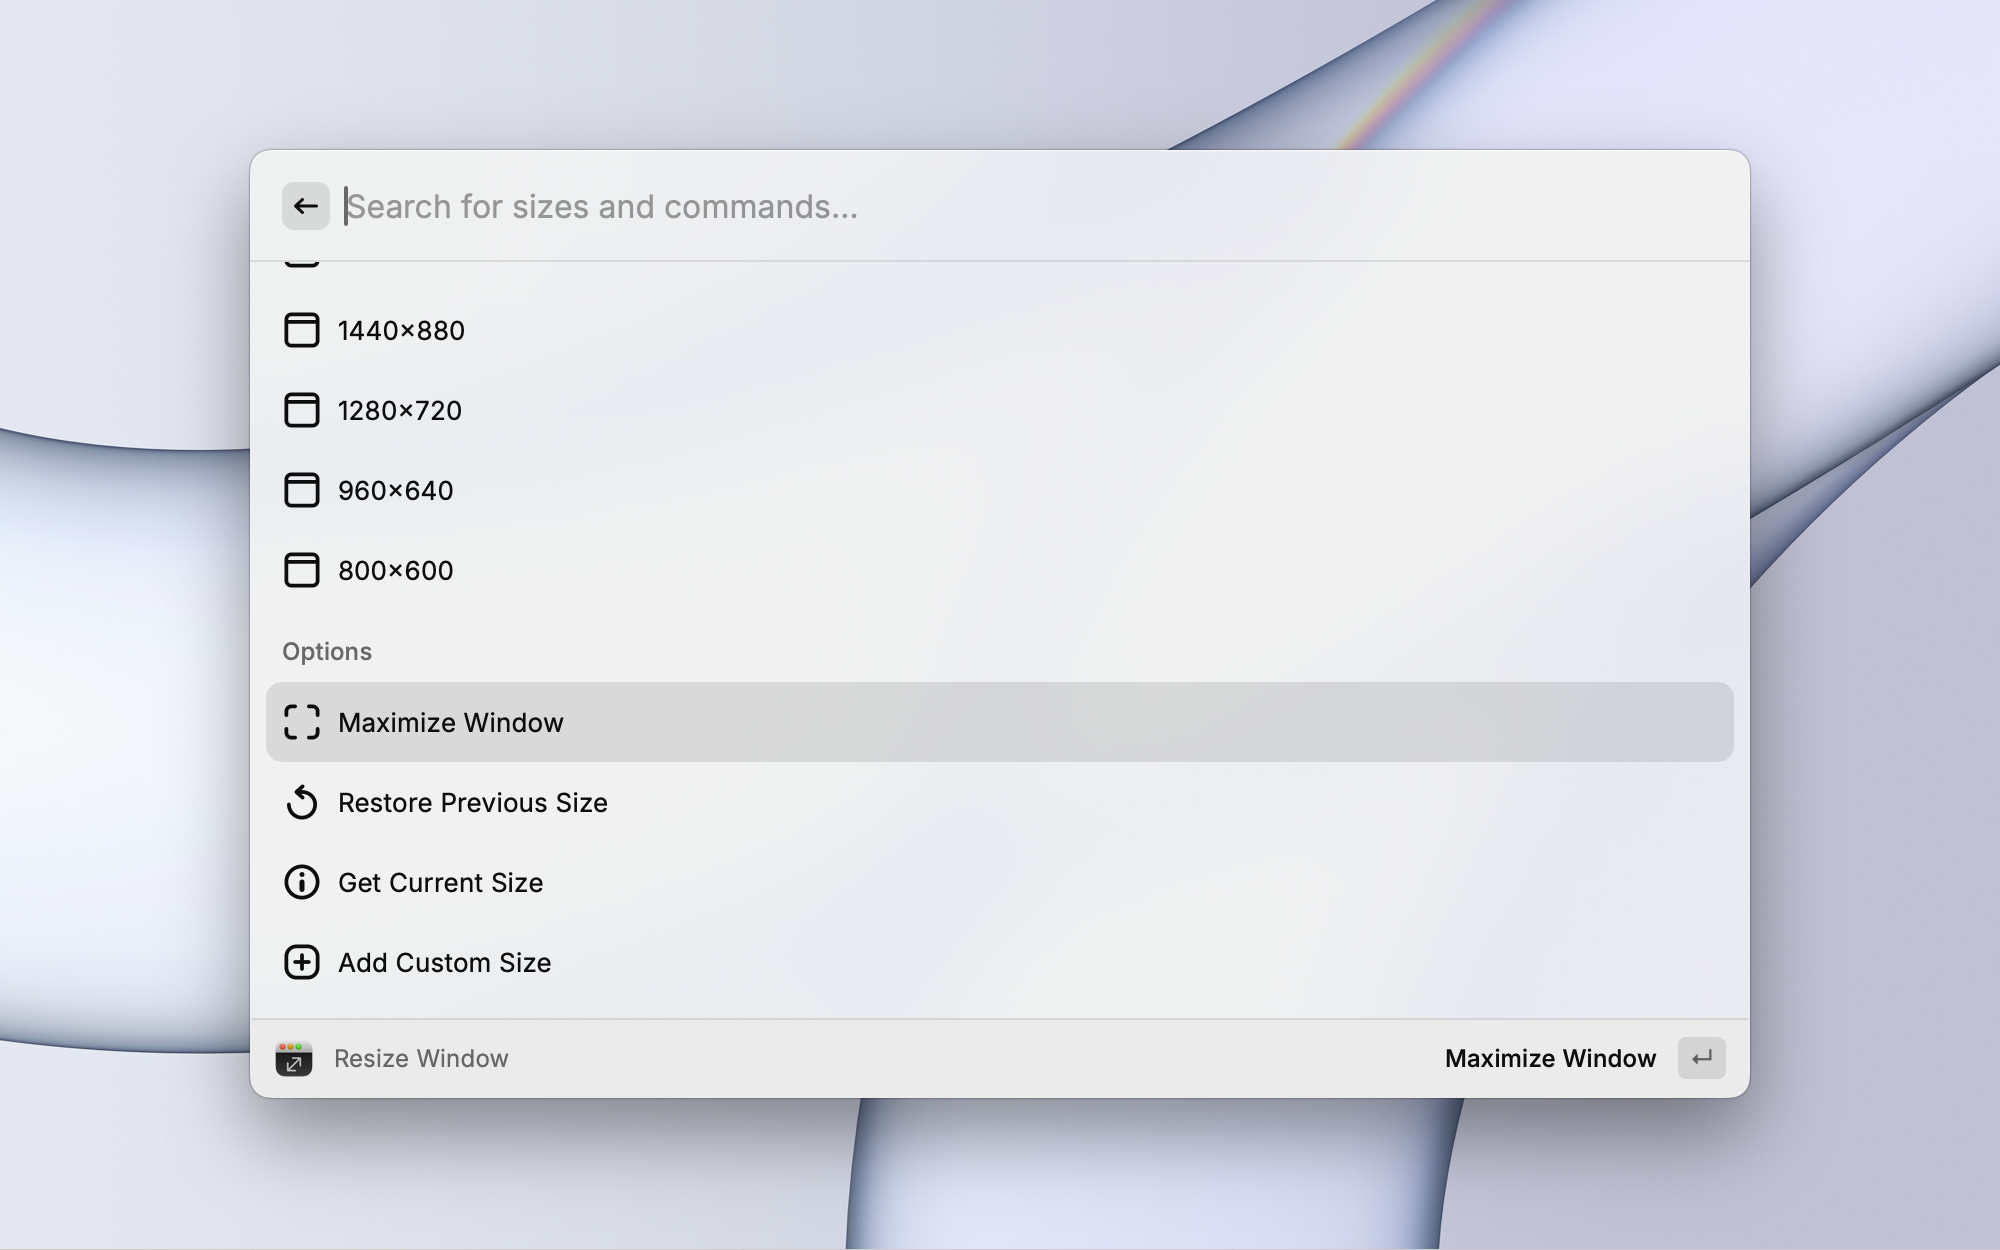 Search for sizes and commands...
1440×880
1280×720
960×640
800×600
Options
Maximize Window
Restore Previous Size
Get Current Size
Add Custom Size
Resize Window
Maximize Window